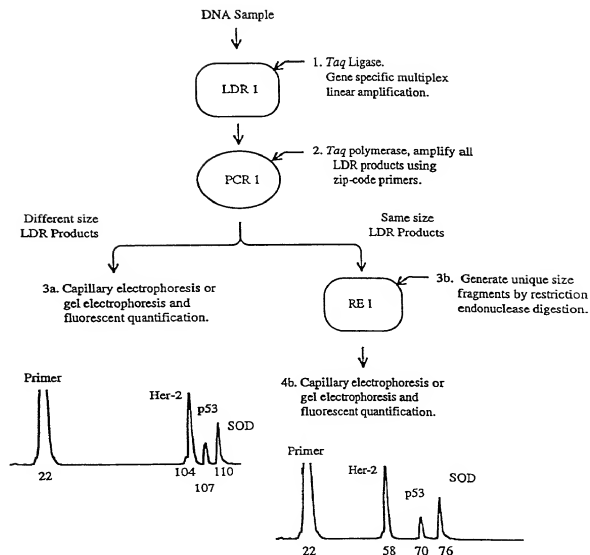 DNA Sample
LDR 1
1. Taq Ligase.
Gene specific multiplex
linear amplification.
PCR 1
2. Taq polymerase, amplify all
LDR products using
zip-code primers.
Different size
LDR Products
Same size
LDR Products
3a. Capillary electrophoresis or
gel electrophoresis and
fluorescent quantification.
RE 1
3b. Generate unique size
fragments by restriction
endonuclease digestion.
Primer
Her-2
p53
SOD
22
104
107
110
4b. Capillary electrophoresis or
gel electrophoresis and
fluorescent quantification.
Primer
Her-2
p53
SOD
22
58
70
76